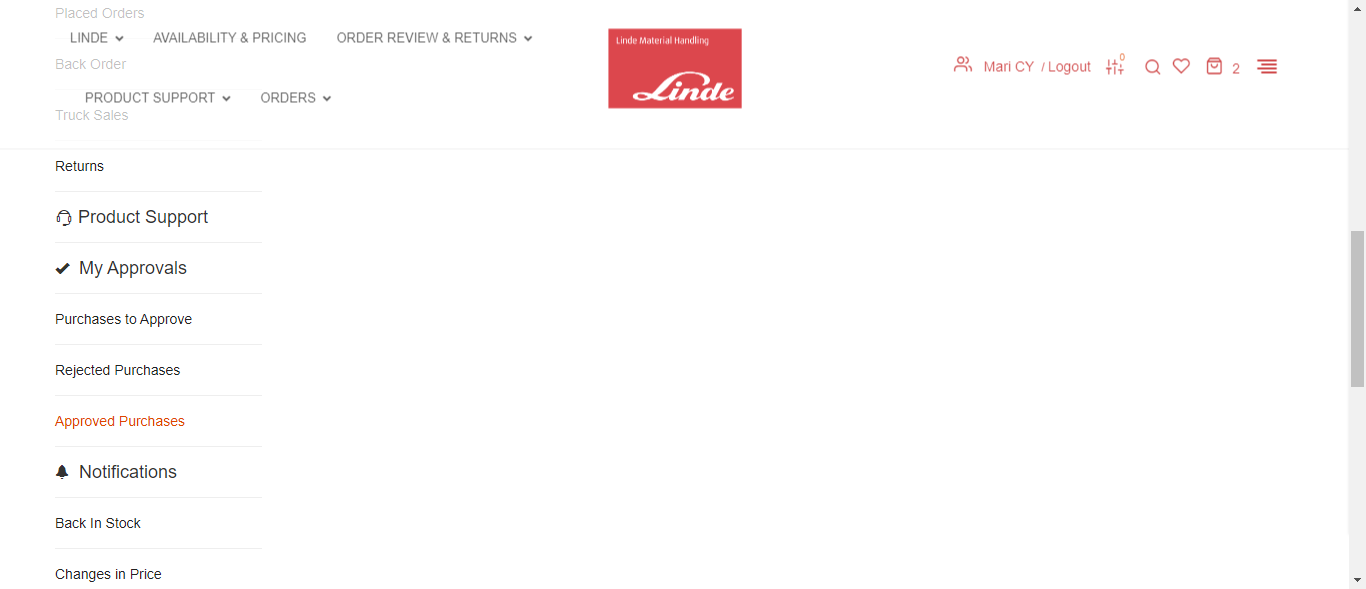 Placed Orders
LINDE
AVAILABILITY & PRICING
ORDER REVIEW & RETURNS
Linde Material Handling
Linde
Back Order
Mari CY / Logout
0
2
PRODUCT SUPPORT
ORDERS
Truck Sales
Returns
Product Support
My Approvals
Purchases to Approve
Rejected Purchases
Approved Purchases
Notifications
Back In Stock
Changes in Price